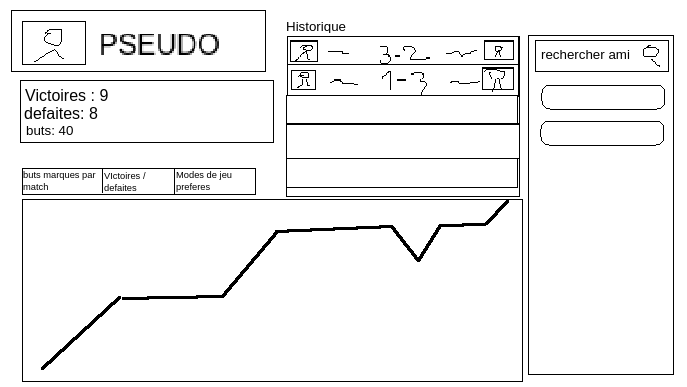 PSEUDO
Victoires : 9
defaites: 8
buts: 40
Historique
3-2
1-3
rechercher ami
buts marques par
match
VIctoires /
defaites
Modes de jeu
preferes